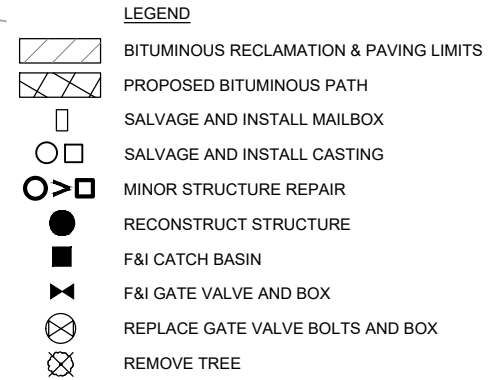 LEGEND
BITUMINOUS RECLAMATION & PAVING LIMITS
PROPOSED BITUMINOUS PATH
SALVAGE AND INSTALL MAILBOX
SALVAGE AND INSTALL CASTING
MINOR STRUCTURE REPAIR
RECONSTRUCT STRUCTURE
F&I CATCH BASIN
F&I GATE VALVE AND BOX
REPLACE GATE VALVE BOLTS AND BOX
REMOVE TREE